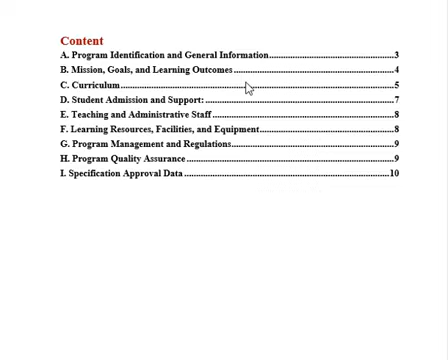 Content
A. Program Identification and General Information......................................................3
B. Mission, Goals, and Learning Outcomes......................................................................4
C. Curriculum.....................................................................................................................5
D. Student Admission and Support: ..................................................................................7
E. Teaching and Administrative Staff ...............................................................................8
F. Learning Resources, Facilities, and Equipment..........................................................8
G. Program Management and Regulations.......................................................................9
H. Program Quality Assurance ..........................................................................................9
I. Specification Approval Data .........................................................................................10